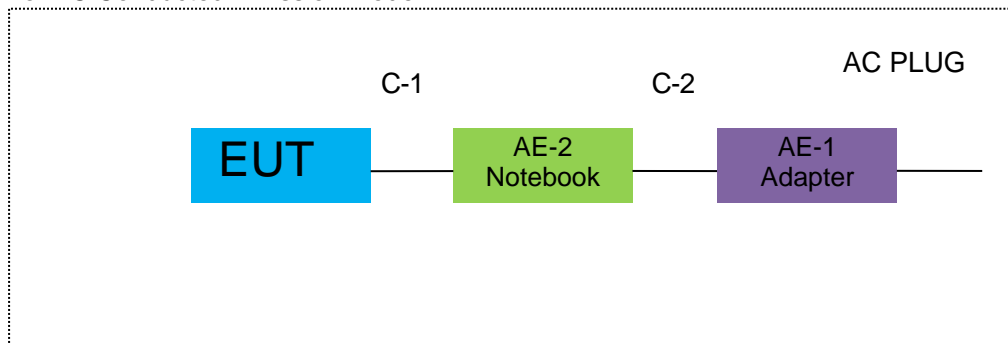 AC PLUG
C-1
C-2
EUT
AE-2
Notebook
AE-1
Adapter